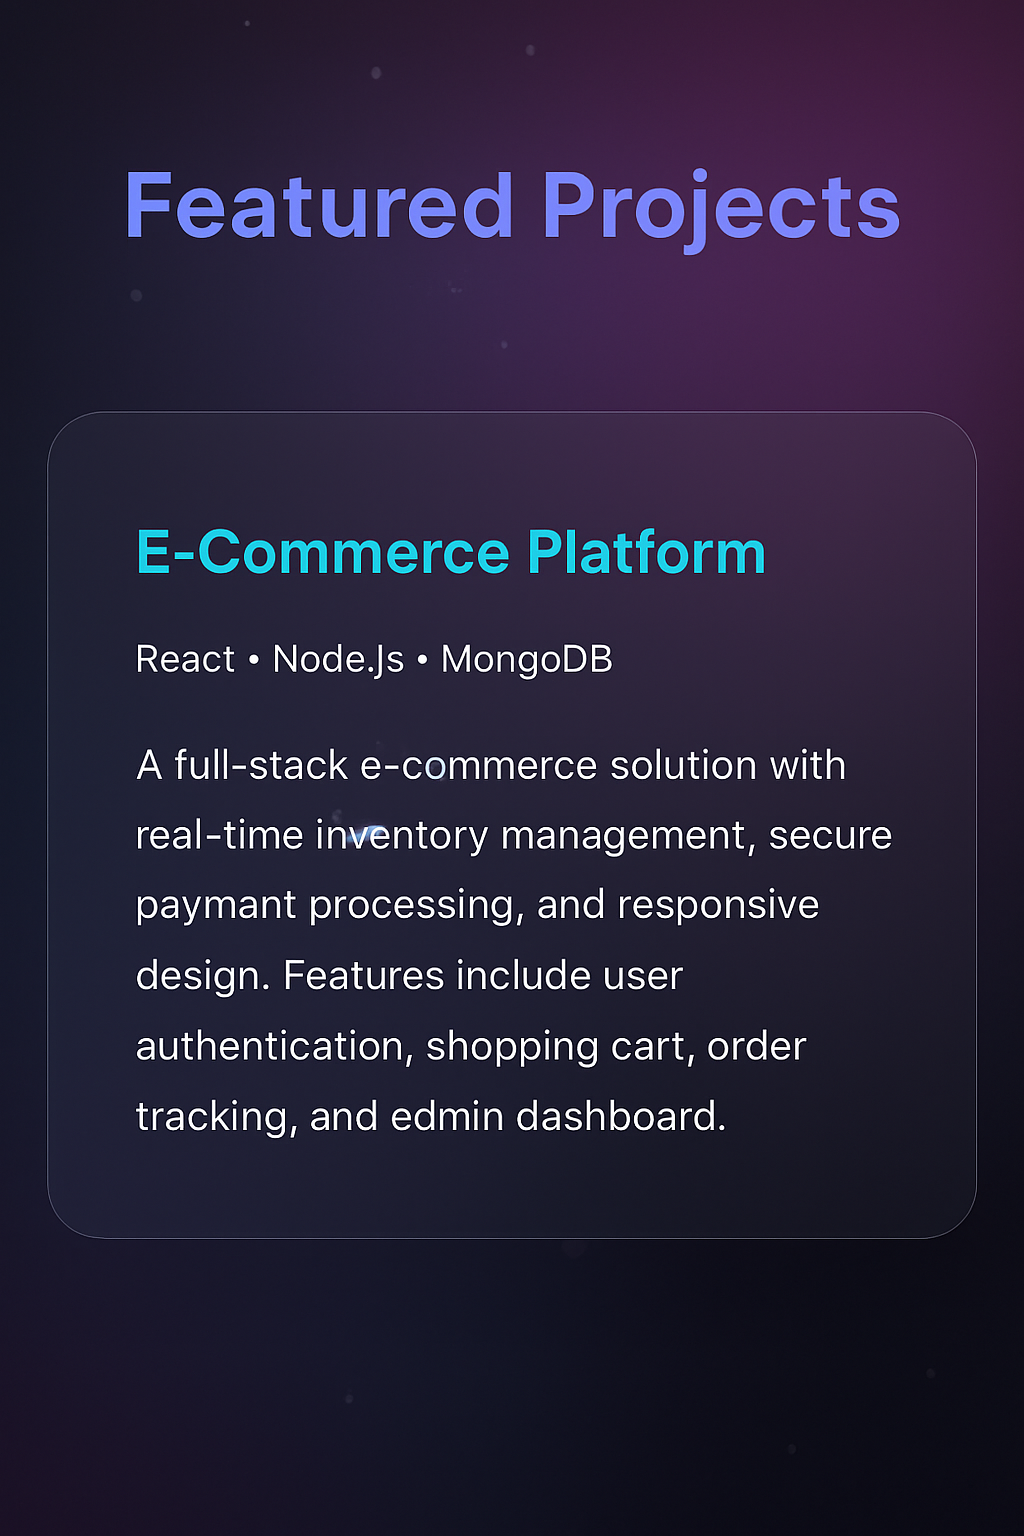 Featured Projects
E-Commerce Platform
React • Node.Js • MongoDB
A full-stack e-commerce solution with
real-time inventory management, secure
paymant processing, and responsive
design. Features include user
authentication, shopping cart, order
tracking, and edmin dashboard.